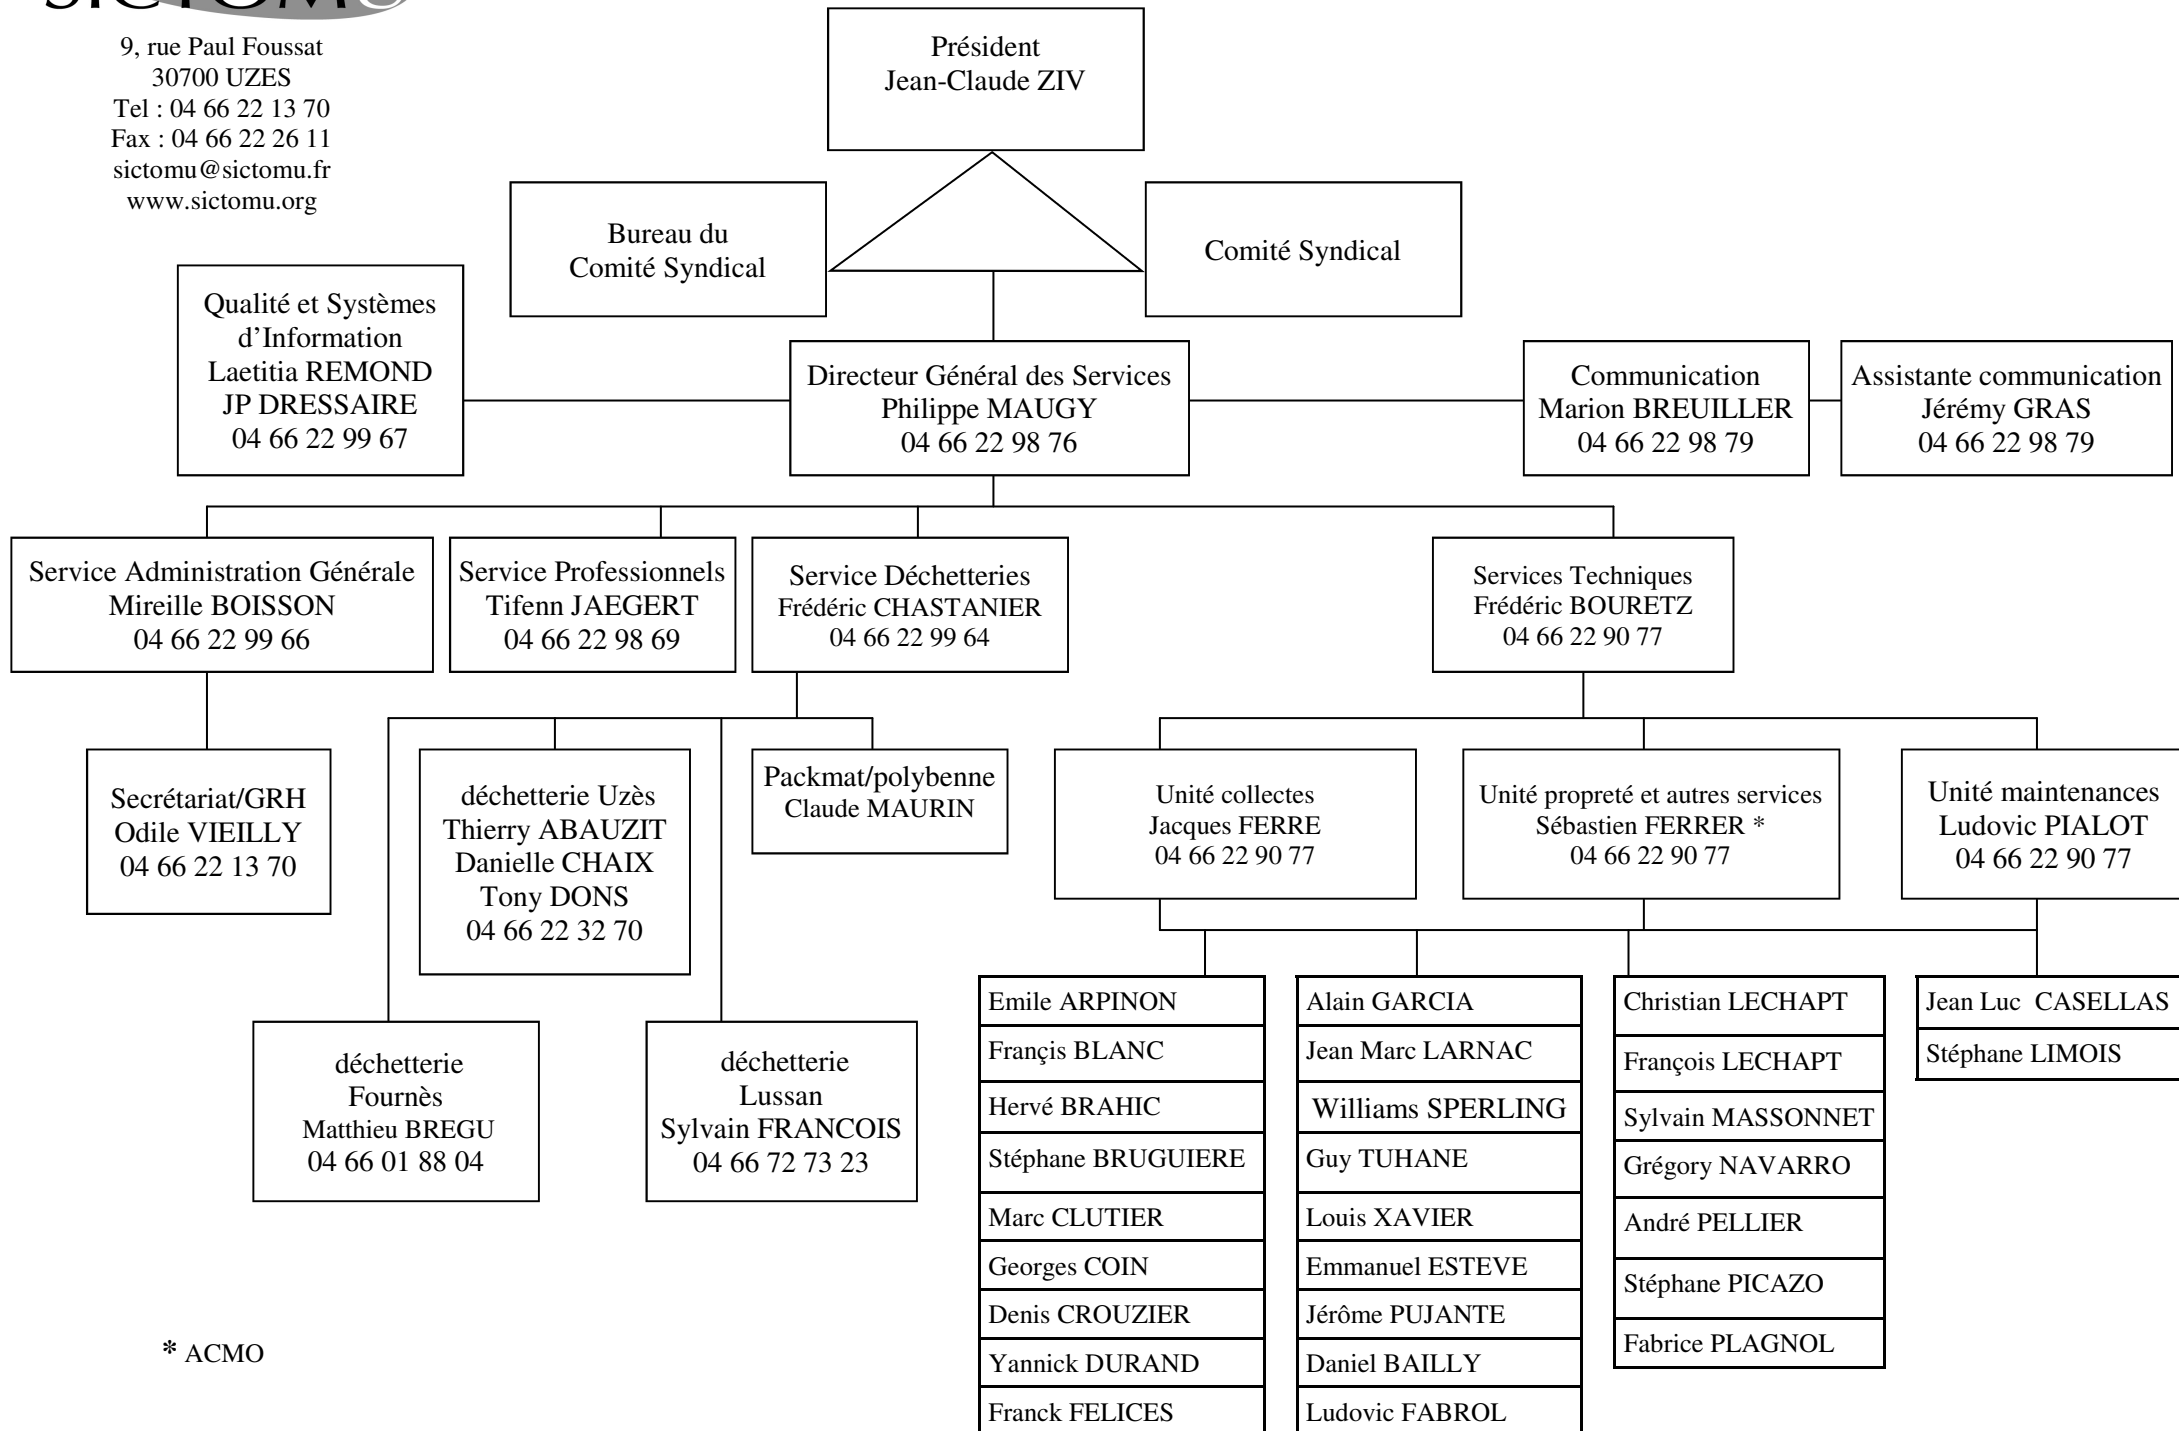 SICTOMU
9, rue Paul Foussat
30700 UZES
Tel : 04 66 22 13 70
Fax : 04 66 22 26 11
sictomu@sictomu.fr
www.sictomu.org
Président
Jean-Claude ZIV
Bureau du
Comité Syndical
Comité Syndical
Qualité et Systèmes
d’Information
Laetitia REMOND
JP DRESSAIRE
04 66 22 99 67
Directeur Général des Services
Philippe MAUGY
04 66 22 98 76
Communication
Marion BREUILLER
04 66 22 98 79
Assistante communication
Jérémy GRAS
04 66 22 98 79
Service Administration Générale
Mireille BOISSON
04 66 22 99 66
Service Professionnels
Tifenn JAEGERT
04 66 22 98 69
Service Déchetteries
Frédéric CHASTANIER
04 66 22 99 64
Services Techniques
Frédéric BOURETZ
04 66 22 90 77
Secrétariat/GRH
Odile VIEILLY
04 66 22 13 70
déchetterie Uzès
Thierry ABAUZIT
Danielle CHAIX
Tony DONS
04 66 22 32 70
Packmat/polybenne
Claude MAURIN
Unité collectes
Jacques FERRE
04 66 22 90 77
Unité propreté et autres services
Sébastien FERRER *
04 66 22 90 77
Unité maintenances
Ludovic PIALOT
04 66 22 90 77
déchetterie
Fournès
Matthieu BREGU
04 66 01 88 04
déchetterie
Lussan
Sylvain FRANCOIS
04 66 72 73 23
Emile ARPINON
Françis BLANC
Hervé BRAHIC
Stéphane BRUGUIERE
Marc CLUTIER
Georges COIN
Denis CROUZIER
Yannick DURAND
Franck FELICES
Alain GARCIA
Jean Marc LARNAC
Williams SPERLING
Guy TUHANE
Louis XAVIER
Emmanuel ESTEVE
Jérôme PUJANTE
Daniel BAILLY
Ludovic FABROL
Christian LECHAPT
François LECHAPT
Sylvain MASSONNET
Grégory NAVARRO
André PELLIER
Stéphane PICAZO
Fabrice PLAGNOL
Jean Luc  CASELLAS
Stéphane LIMOIS
* ACMO